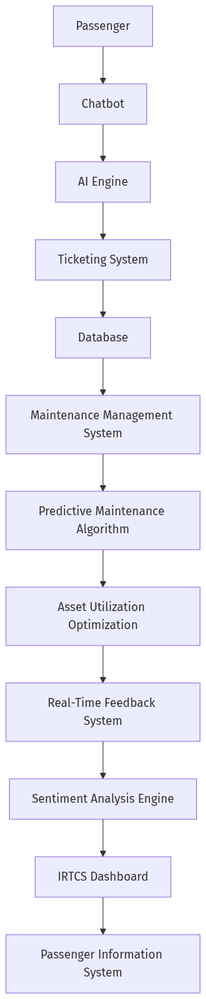 Passenger
Chatbot
AI Engine
Ticketing System
Database
Maintenance Management
System
Predictive Maintenance
Algorithm
Asset Utilization
Optimization
Real-Time Feedback
System
Sentiment Analysis Engine
IRTCS Dashboard
Passenger Information
System